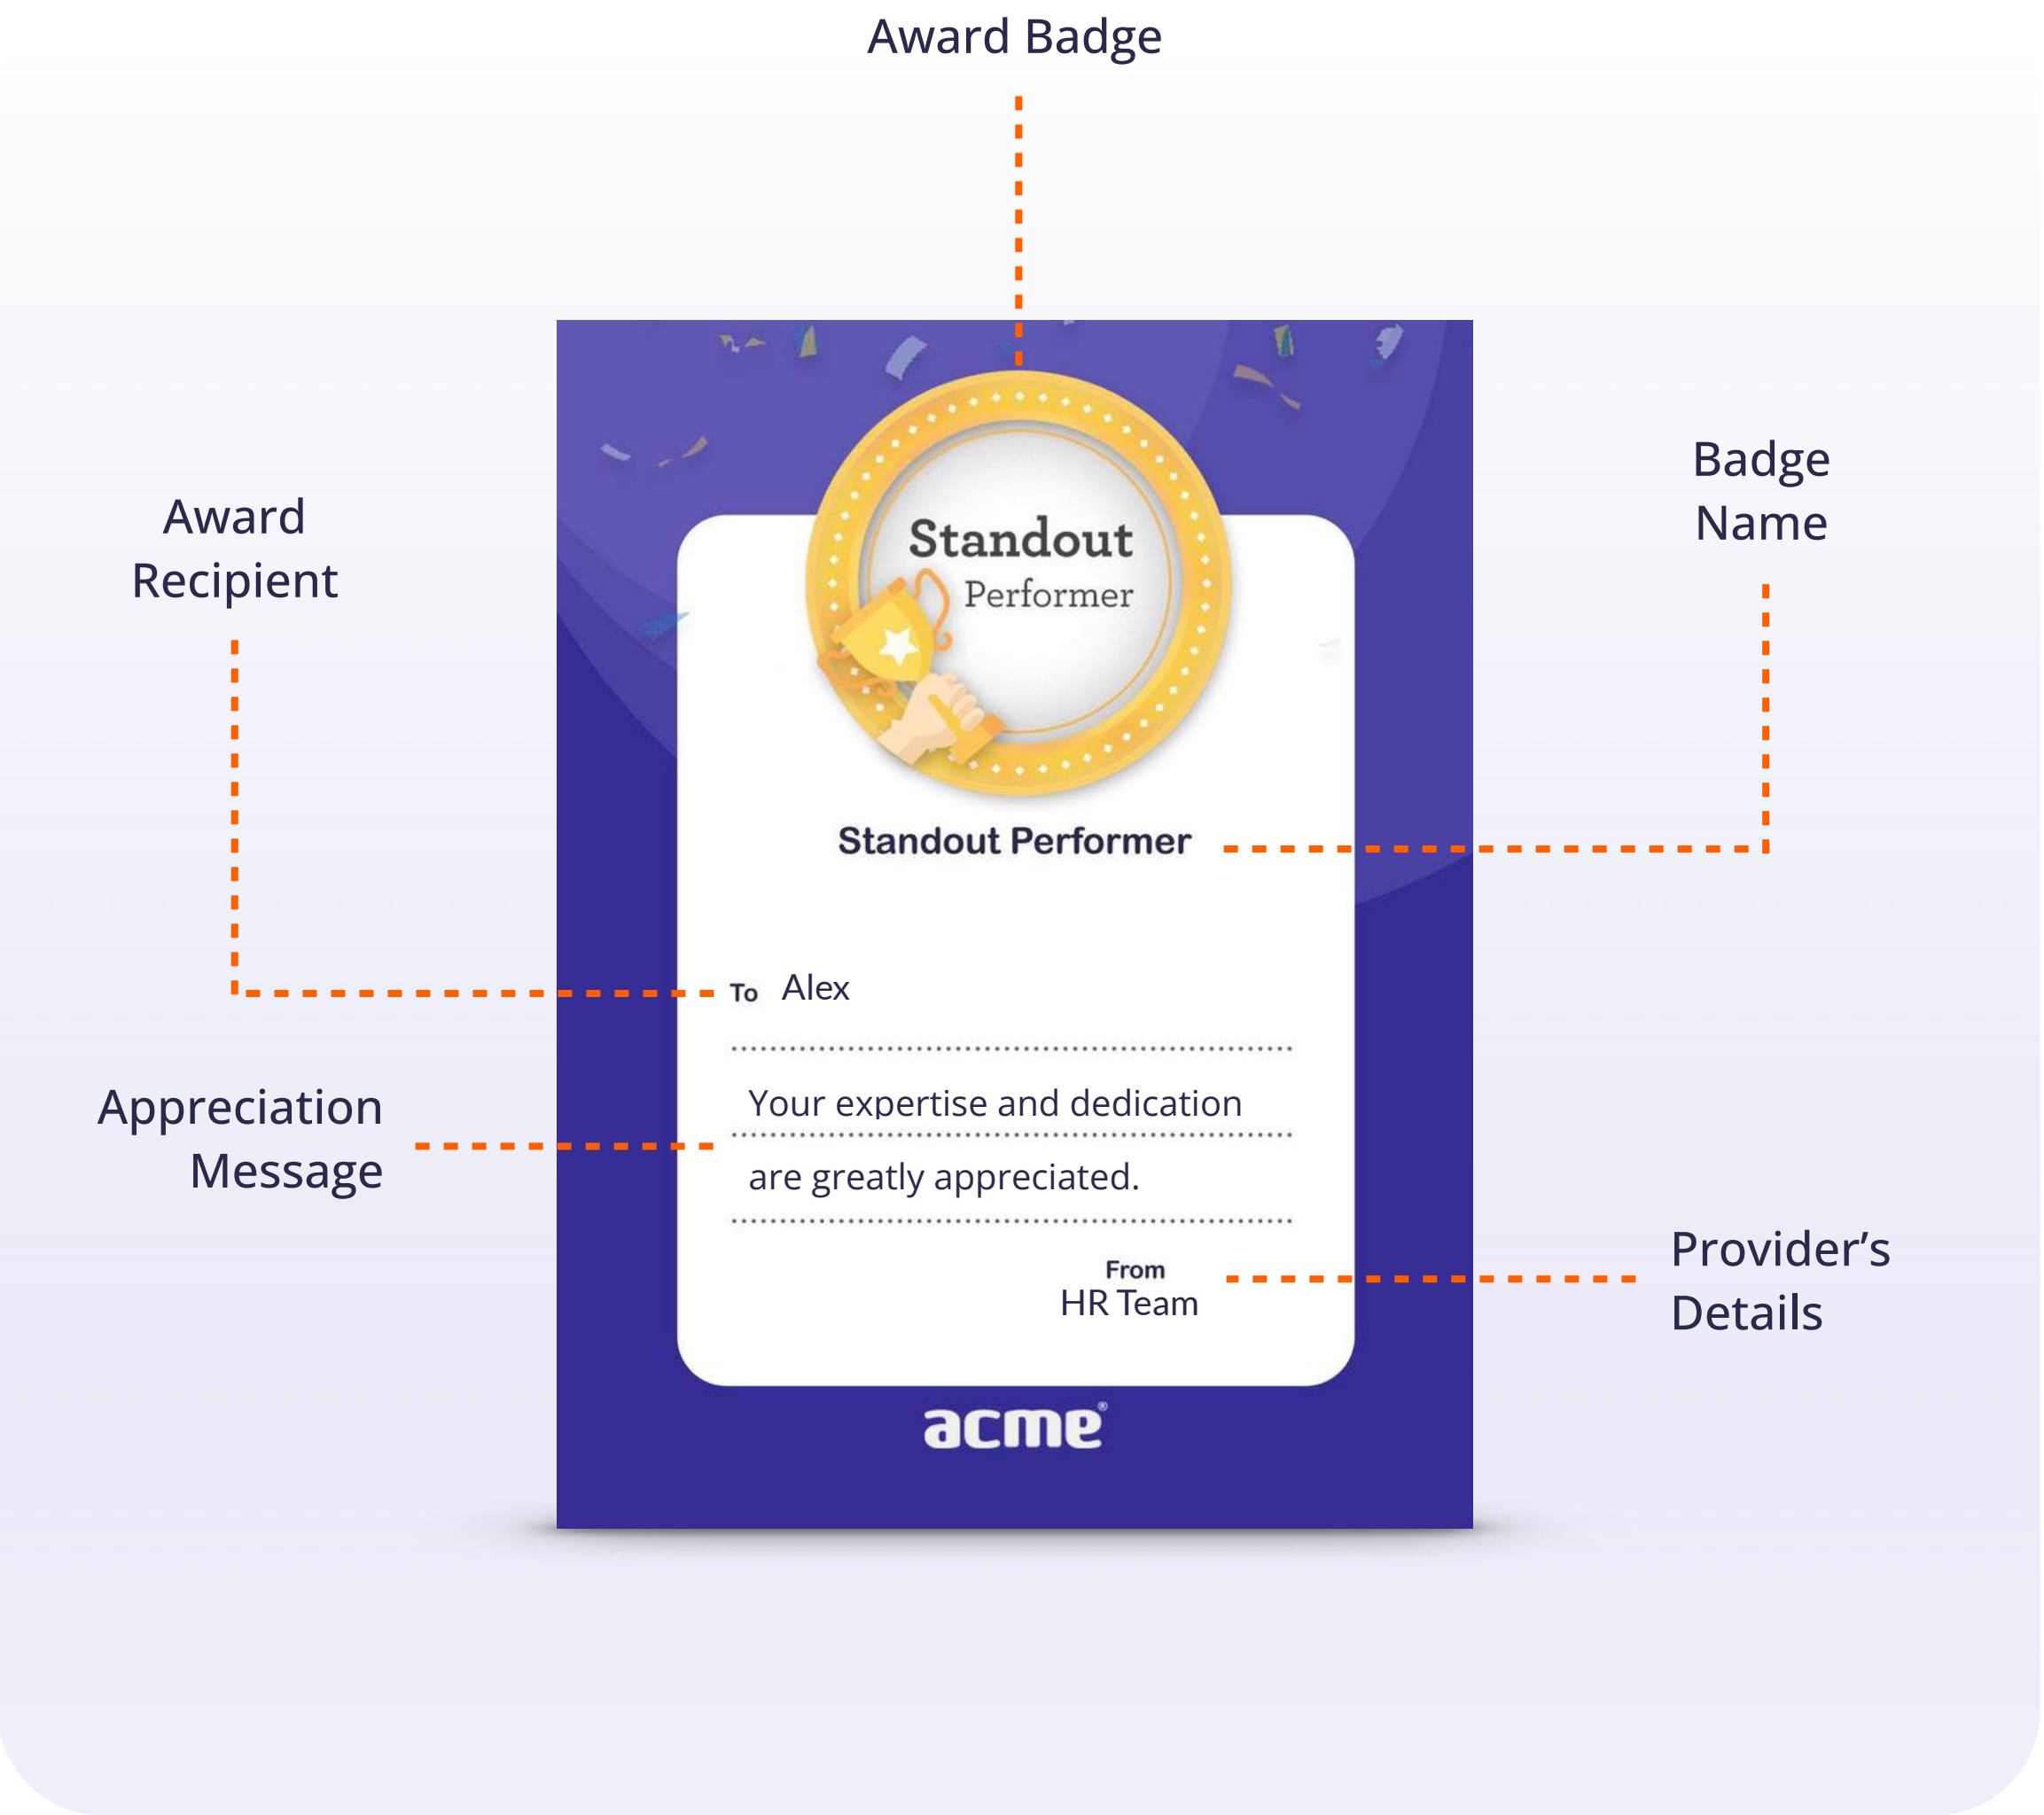 Award Badge
Badge
Name
Award
Recipient
Standout
Performer
Standout Performer
To Alex
Appreciation
Message
Your expertise and dedication
are greatly appreciated.
Provider’s
Details
From
HR Team
acme®